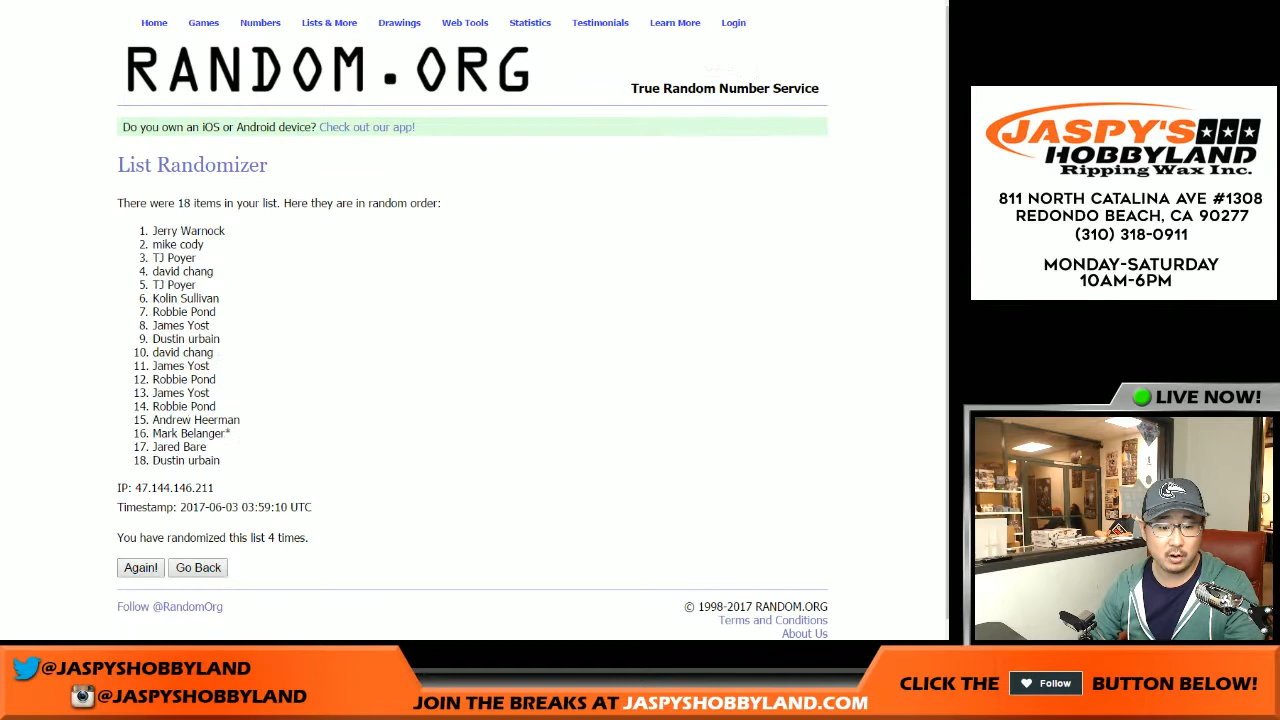 Home Games Numbers Lists & More Drawings Web Tools Statistics Testimonials Learn More Login
RANDOM.ORG
True Random Number Service
Do you own an iOS or Android device? Check out our app!
List Randomizer
There were 18 items in your list. Here they are in random order:
1. Jerry Warnock
2. mike cody
3. TJ Poyer
4. david chang
5. TJ Poyer
6. Kolin Sullivan
7. Robbie Pond
8. James Yost
9. Dustin urbain
10. david chang
11. James Yost
12. Robbie Pond
13. James Yost
14. Robbie Pond
15. Andrew Heerman
16. Mark Belanger*
17. Jared Bare
18. Dustin urbain
IP: 47.144.146.211
Timestamp: 2017-06-03 03:59:10 UTC
You have randomized this list 4 times.
Again! Go Back
Follow @RandomOrg
© 1998-2017 RANDOM.ORG
Terms and Conditions
About Us
JASPY'S
HOBBYLAND
Ripping Wax Inc.
811 NORTH CATALINA AVE #1308
REDONDO BEACH, CA 90277
(310) 318-0911
MONDAY-SATURDAY
10AM-6PM
LIVE NOW!
@JASPYSHOBBYLAND
@JASPYSHOBBYLAND
JOIN THE BREAKS AT JASPYSHOBBYLAND.COM
CLICK THE Follow BUTTON BELOW!